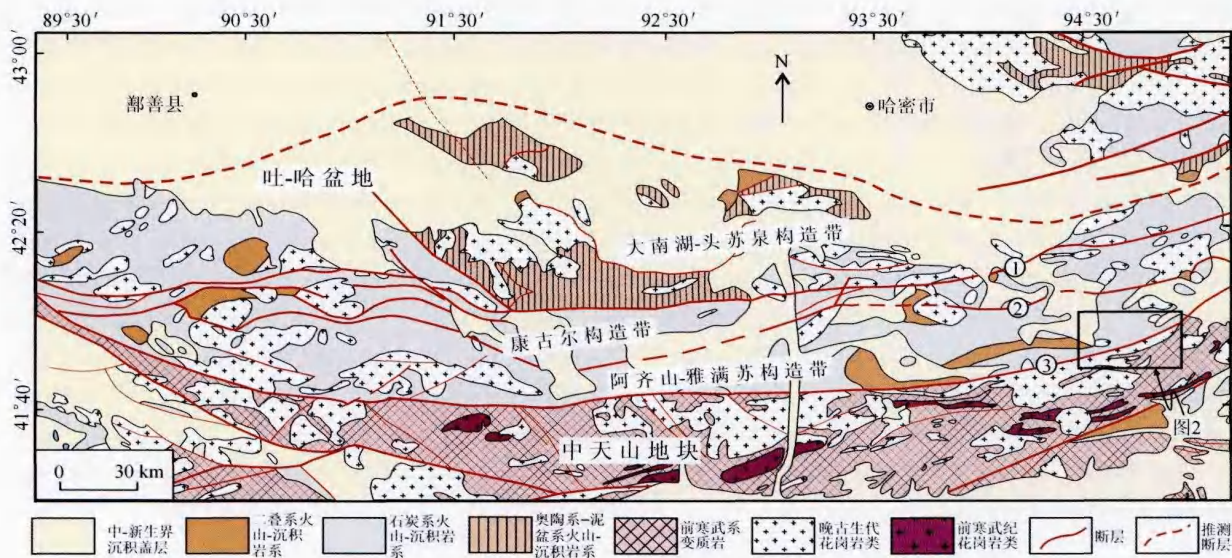 89°30′ 90°30′ 91°30′ 92°30′ 93°30′ 94°30′
43°00′
N
鄯善县
哈密市
吐-哈盆地
42°20′
大南湖-头苏泉构造带
①
②
康古尔构造带
③
阿齐山-雅满苏构造带
41°40′
图2
中天山地块
0 30 km
中-新生界
沉积盖层
二叠系火
山-沉积
岩系
石炭系火
山-沉积岩
系
奥陶系-泥
盆系火山-
沉积岩系
前寒武系
变质岩
晚古生代
花岗岩类
前寒武纪
花岗岩类
断层
推测
断层